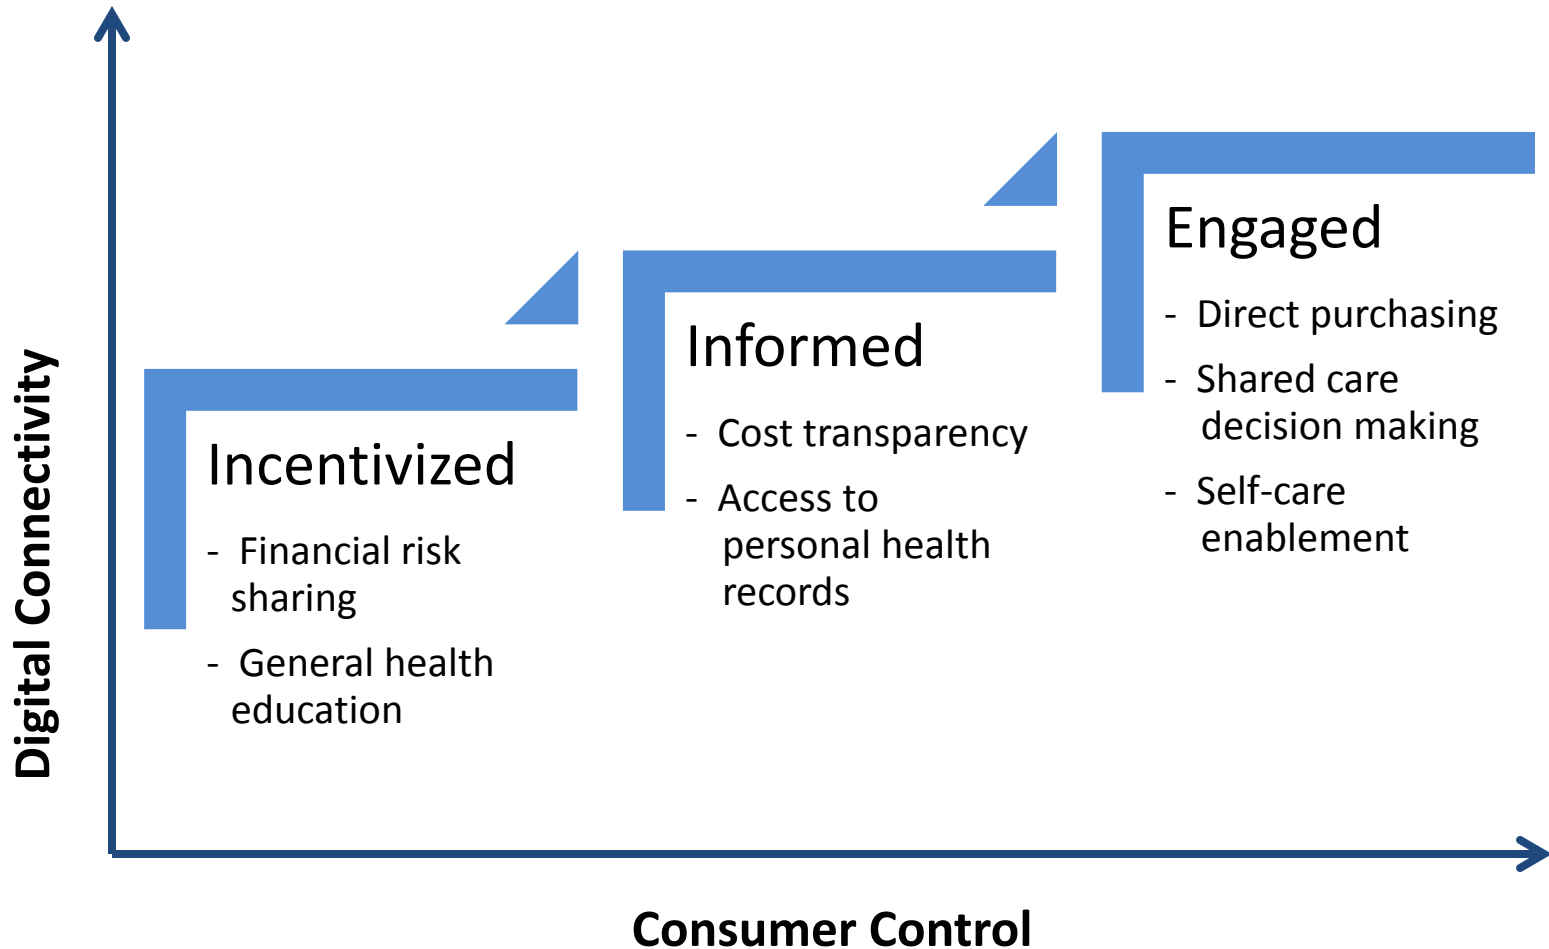 Engaged
- Direct purchasing
- Shared care
decision making
- Self-care
enablement
Informed
- Cost transparency
- Access to
personal health
records
Incentivized
- Financial risk
sharing
- General health
education
Digital Connectivity
Consumer Control